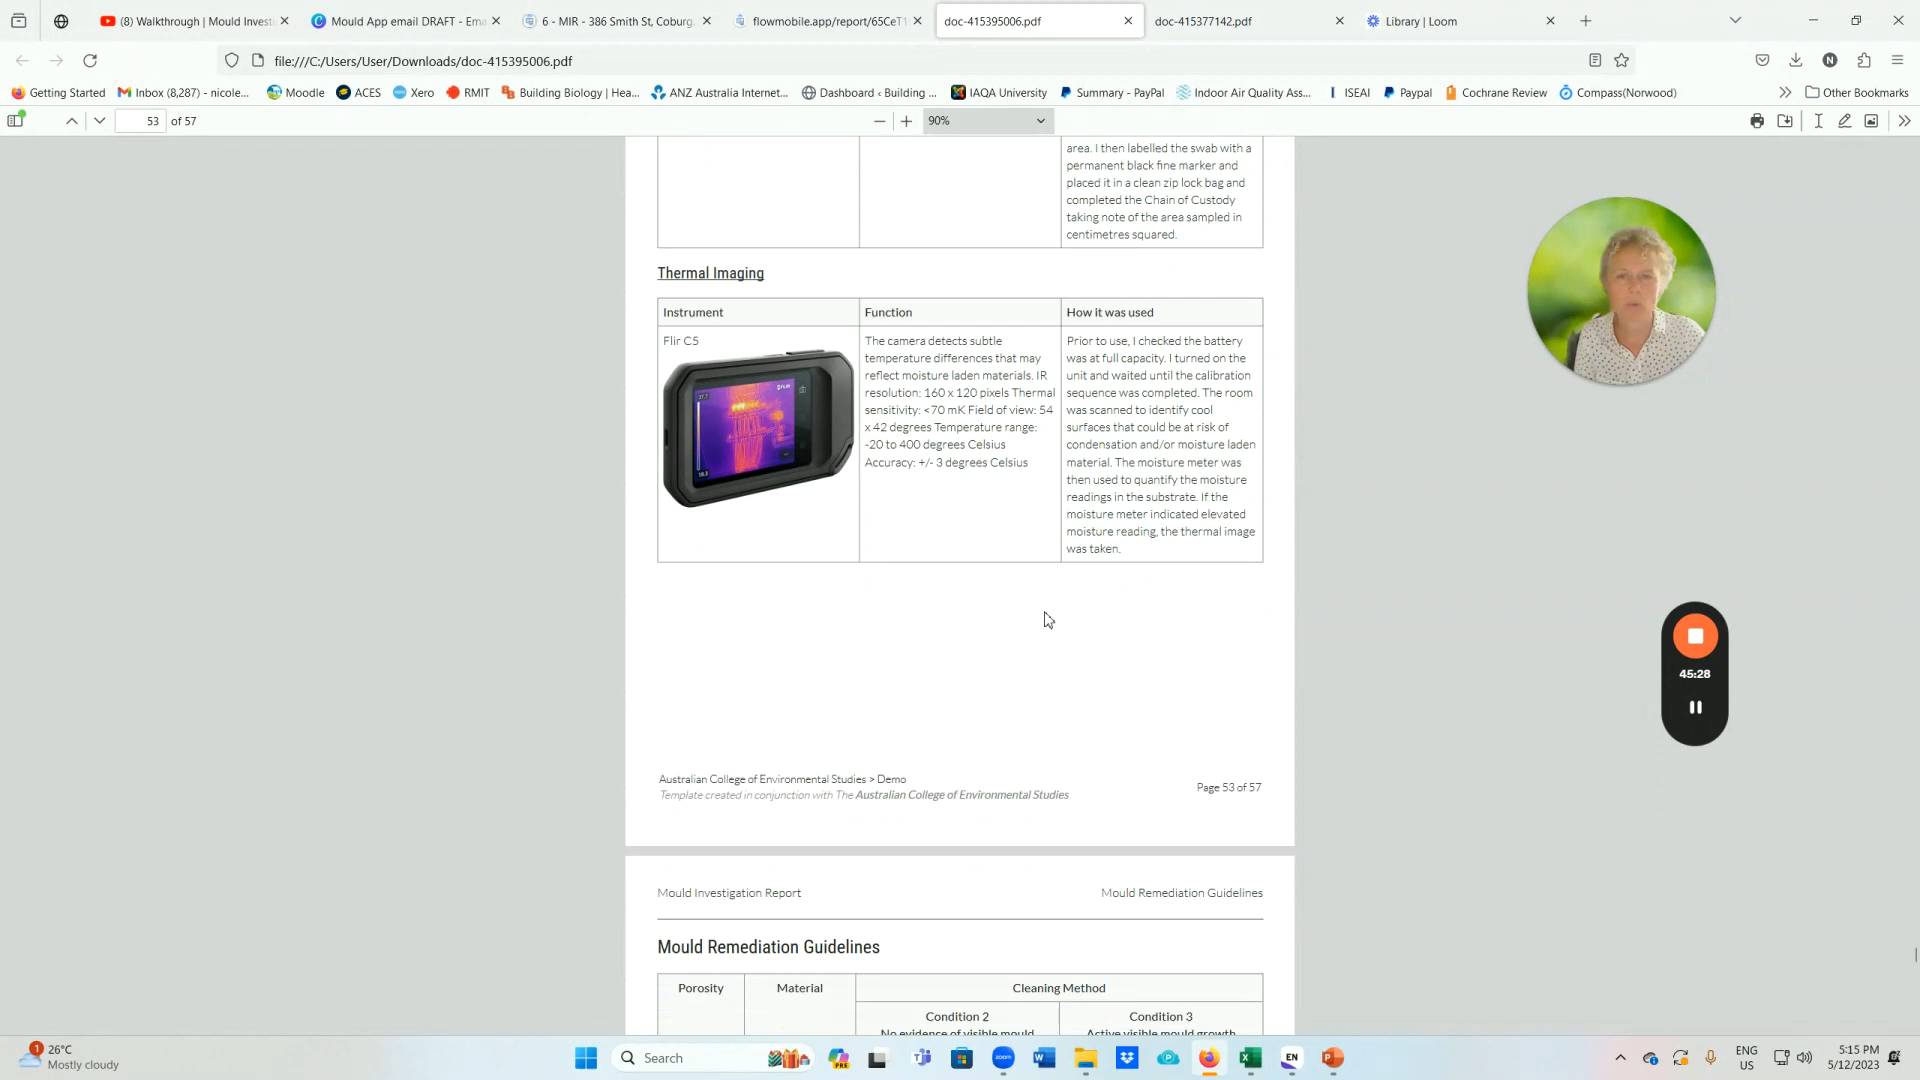 (8) Walkthrough | Mould Investi
Mould App email DRAFT - Ema
6 - MIR - 386 Smith St, Coburg.
flowmobile.app/report/65CeT1
doc-415395006.pdf
doc-415377142.pdf
Library | Loom
file:///C:/Users/User/Downloads/doc-415395006.pdf
Getting Started
Inbox (8,287) - nicole...
Moodle
ACES
Xero
RMIT
Building Biology | Hea...
ANZ Australia Internet...
Dashboard ‹ Building ...
IAQA University
Summary - PayPal
Indoor Air Quality Ass...
ISEAI
Paypal
Cochrane Review
Compass(Norwood)
Other Bookmarks
53 of 57
90%
area. I then labelled the swab with a
permanent black fine marker and
placed it in a clean zip lock bag and
completed the Chain of Custody
taking note of the area sampled in
centimetres squared.
Thermal Imaging
Instrument
Function
How it was used
Flir C5
The camera detects subtle
temperature differences that may
reflect moisture laden materials. IR
resolution: 160 x 120 pixels Thermal
sensitivity: <70 mK Field of view: 54
x 42 degrees Temperature range:
-20 to 400 degrees Celsius
Accuracy: +/- 3 degrees Celsius
Prior to use, I checked the battery
was at full capacity. I turned on the
unit and waited until the calibration
sequence was completed. The room
was scanned to identify cool
surfaces that could be at risk of
condensation and/or moisture laden
material. The moisture meter was
then used to quantify the moisture
readings in the substrate. If the
moisture meter indicated elevated
moisture reading, the thermal image
was taken.
45:28
Australian College of Environmental Studies > Demo
Template created in conjunction with The Australian College of Environmental Studies
Page 53 of 57
Mould Investigation Report
Mould Remediation Guidelines
Mould Remediation Guidelines
Porosity
Material
Cleaning Method
Condition 2
No evidence of visible mould
Condition 3
Active visible mould growth
1
26°C
Mostly cloudy
Search
PRE
zoom
EN
ENG
US
5:15 PM
5/12/2023